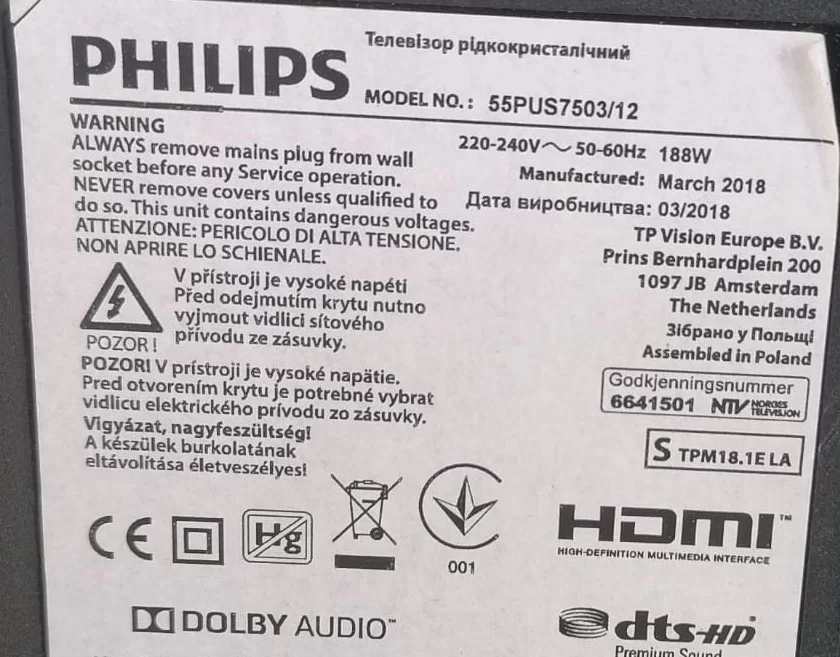 PHILIPS
Телевізор рідкокристалічний
MODEL NO.: 55PUS7503/12
WARNING
ALWAYS remove mains plug from wall
socket before any Service operation.
NEVER remove covers unless qualified to
do so. This unit contains dangerous voltages.
ATTENZIONE: PERICOLO DI ALTA TENSIONE.
NON APRIRE LO SCHIENALE.
220-240V~ 50-60Hz 188W
Manufactured: March 2018
Дата виробництва: 03/2018
TP Vision Europe B.V.
Prins Bernhardplein 200
1097 JB Amsterdam
The Netherlands
Зібрано у Польщі
Assembled in Poland
V přístroji je vysoké napětí
Před odejmutím krytu nutno
vyjmout vidlici síťového
přívodu ze zásuvky.
POZOR!
POZOR! V prístroji je vysoké napätie.
Pred otvorením krytu je potrebné vybrat
vidlicu elektrického prívodu zo zásuvky.
Vigyázat, nagyfeszültség!
A készülek burkolatának
eltávolítása életveszélyes!
Godkjenningsnummer
6641501 NTV NORGES TELEVISJON
S TPM18.1E LA
CE
Hg
001
HDMI™
HIGH-DEFINITION MULTIMEDIA INTERFACE
DOLBY AUDIO™
dts-HD
Premium Sound